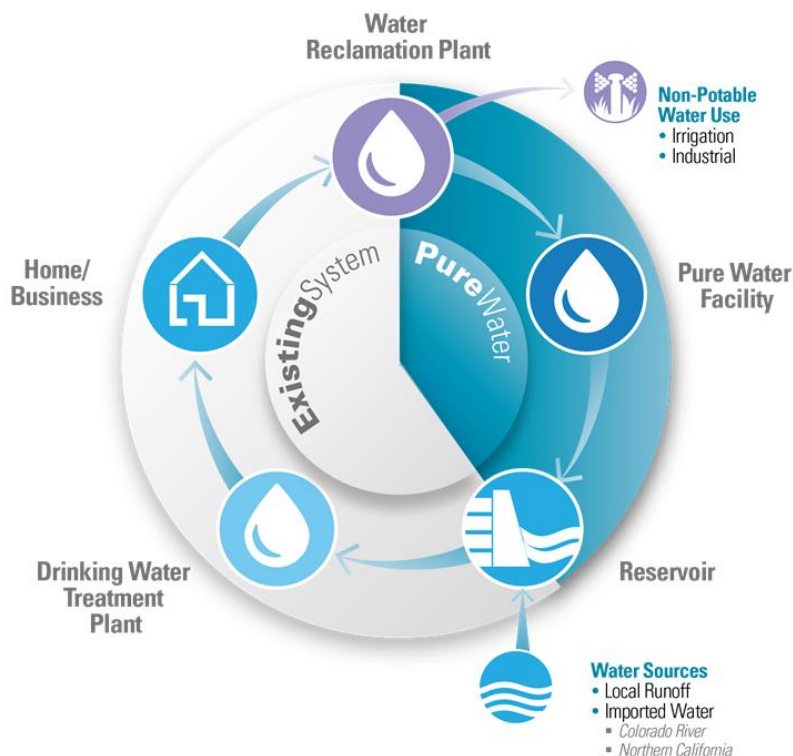 Water
Reclamation Plant
Non-Potable
Water Use
• Irrigation
• Industrial
Home/
Business
ExistingSystem
PureWater
Pure Water
Facility
Drinking Water
Treatment
Plant
Reservoir
Water Sources
• Local Runoff
• Imported Water
▪ Colorado River
▪ Northern California